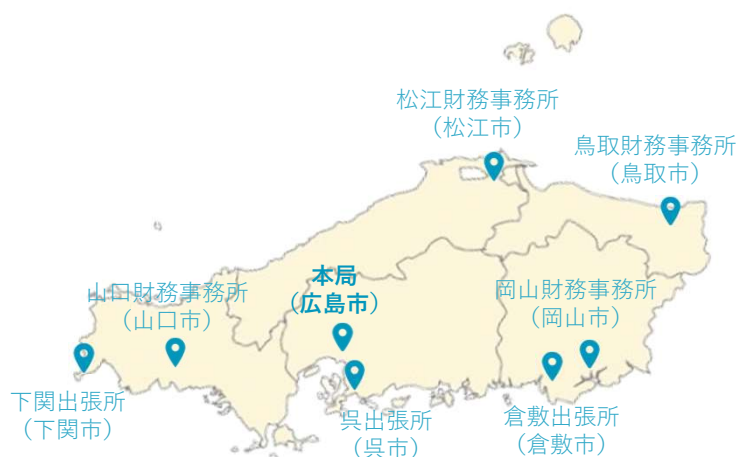 松江財務事務所
（松江市）
鳥取財務事務所
（鳥取市）
本局
（広島市）
山口財務事務所
（山口市）
岡山財務事務所
（岡山市）
下関出張所
（下関市）
呉出張所
（呉市）
倉敷出張所
（倉敷市）